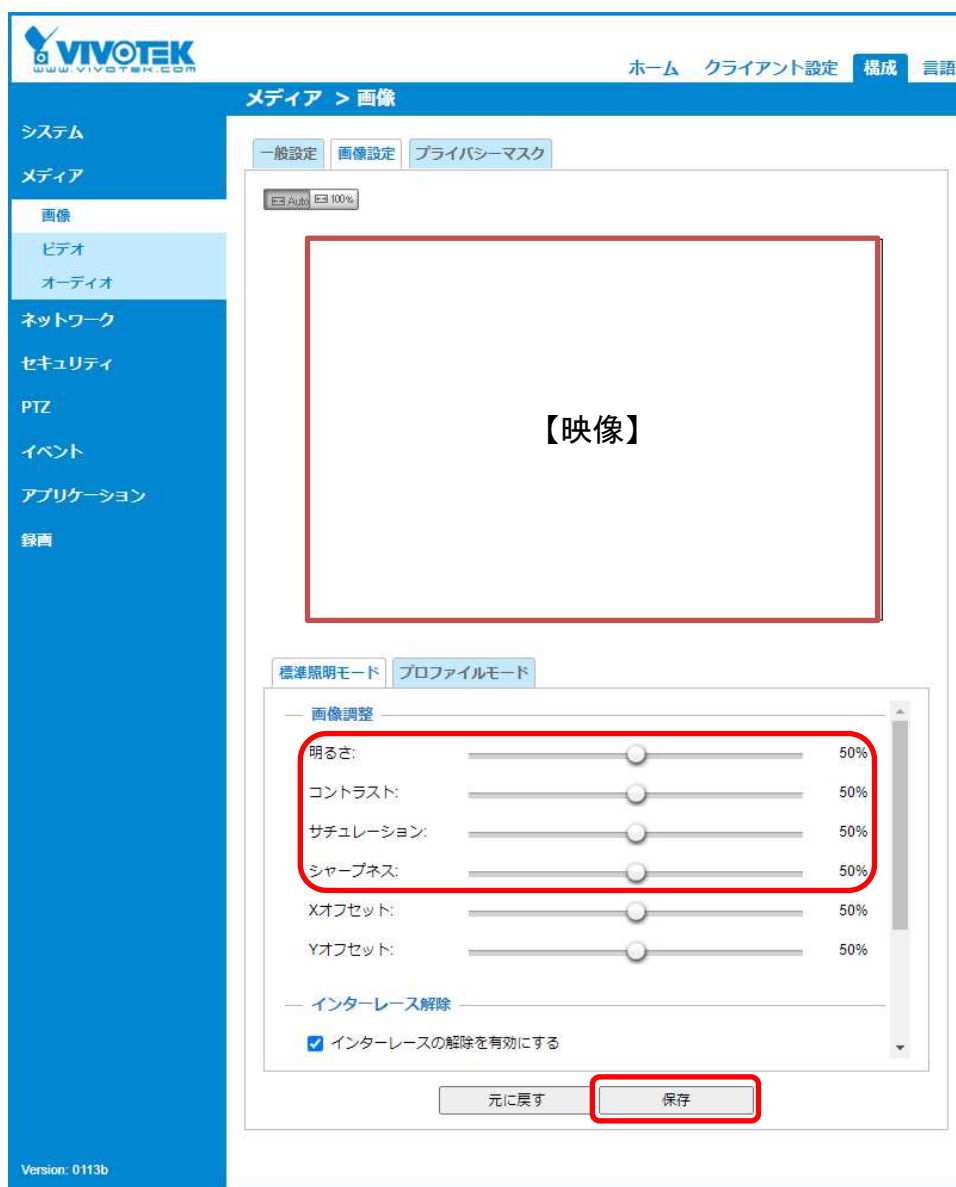 VIVOTEK
www.vivotek.com
ホーム クライアント設定 構成 言語
メディア > 画像
システム
メディア
画像
ビデオ
オーディオ
ネットワーク
セキュリティ
PTZ
イベント
アプリケーション
録画
一般設定 画像設定 プライバシーマスク
Auto 100%
【映像】
標準照明モード プロファイルモード
画像調整
明るさ: 50%
コントラスト: 50%
サチュレーション: 50%
シャープネス: 50%
Xオフセット: 50%
Yオフセット: 50%
インターレース解除
インターレースの解除を有効にする
元に戻す 保存
Version: 0113b